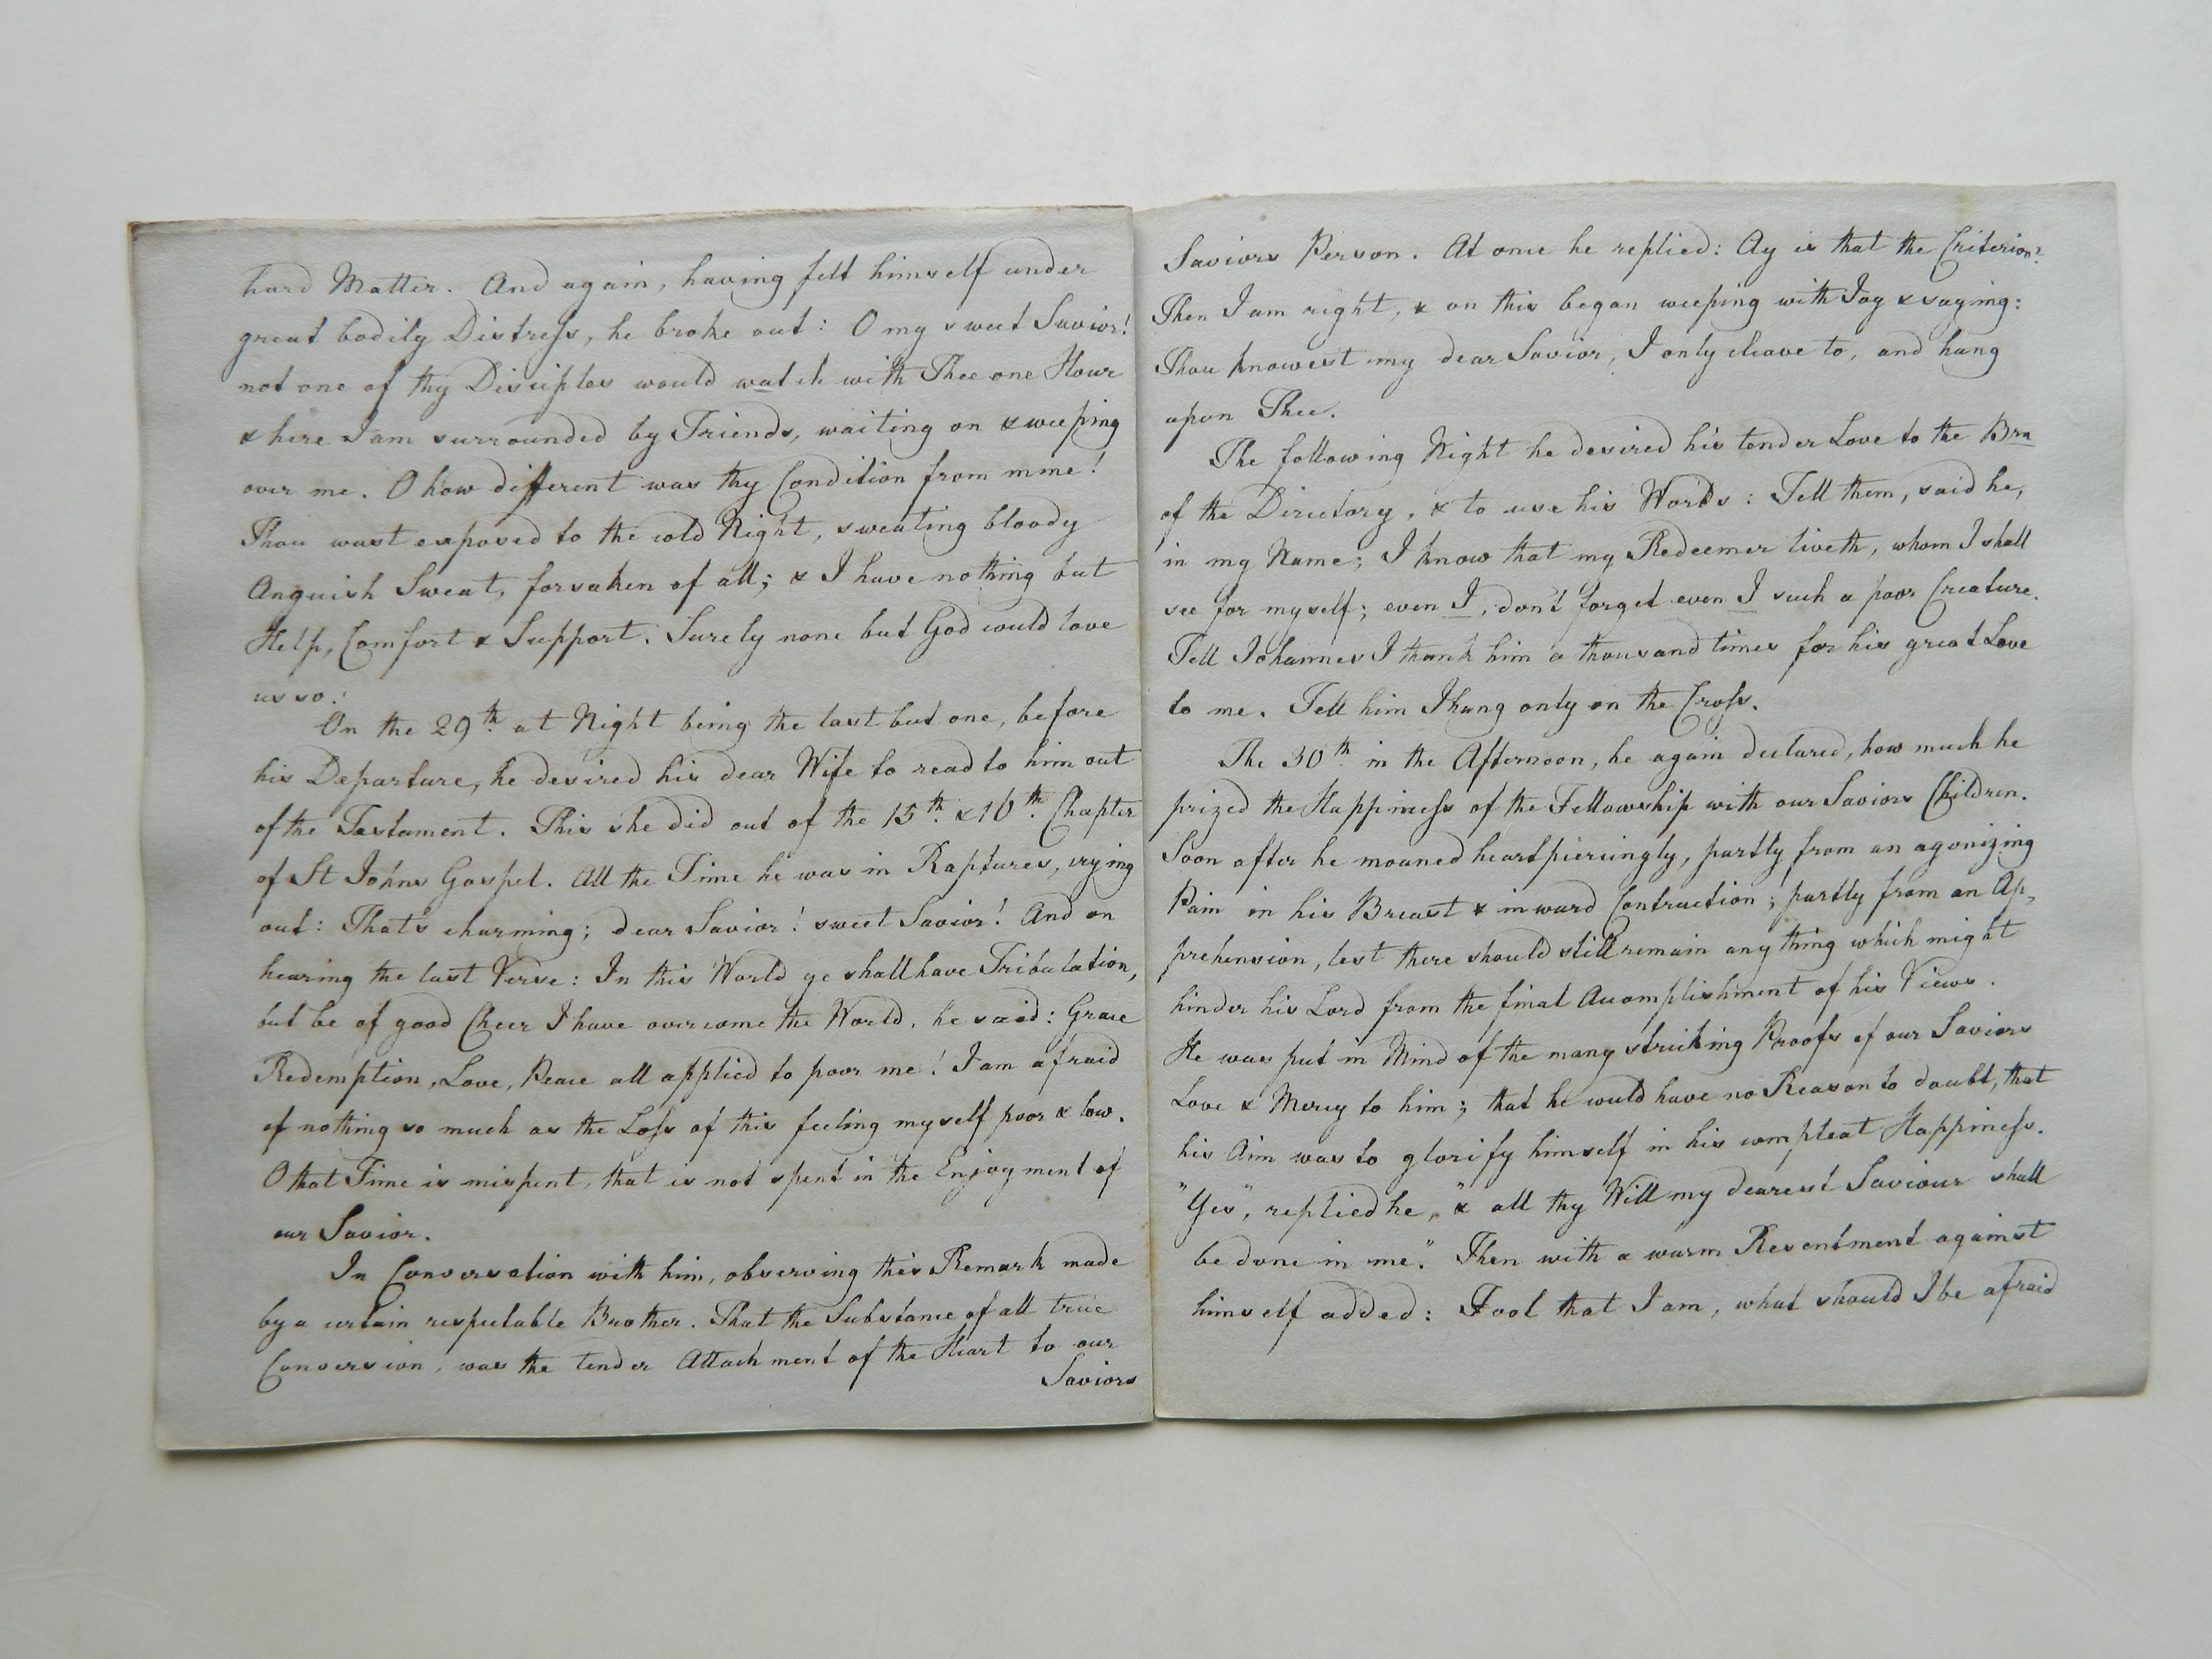 hard Matter. And again, having felt himself under
great bodily Distress, he broke out: O my sweet Savior!
not one of thy Disciples would watch with Thee one Hour
& here I am surrounded by Friends, waiting on & weeping
over me. O how different was thy Condition from mine!
Thou wast exposed to the cold Night, sweating bloody
Anguish Sweat, forsaken of all; & I have nothing but
Help, Comfort & Support. Surely none but God would love
us so!
On the 29th. at Night being the last but one, before
his Departure, he desired his dear Wife to read to him out
of the Testament. This she did out of the 15th. & 16th. Chapter
of St Johns Gospel. All the Time he was in Raptures, crying
out: That's charming; dear Savior! sweet Savior! And on
hearing the last Verse: In this World ye shall have Tribulation,
but be of good Cheer I have overcome the World, he said: Grace
Redemption, Love, Peace all applied to poor me! I am afraid
of nothing so much as the Loss of this feeling myself poor & low.
O that Time is mispent, that is not spent in the Enjoyment of
our Savior.
In Conversation with him, observing this Remark made
by a certain respectable Brother. That the Substance of all true
Conversion, was the tender Attachment of the Heart to our
Saviors
Saviors Person. At once he replied: Ay is that the Criterion?
Then I am right, & on this began weeping with Joy & saying:
Thou knowest my dear Savior, I only cleave to, and hang
upon Thee.
The following Night he desired his tender Love to the Brn
of the Directory, & to use his Words: Tell them, said he,
in my Name; I know that my Redeemer liveth, whom I shall
see for myself; even I, don't forget even I such a poor Creature.
Tell Johannes I thank him a thousand times for his great Love
to me. Tell him I hang only on the Cross.
The 30th. in the Afternoon, he again declared, how much he
prized the Happiness of the Fellowship with our Saviors Children.
Soon after he moaned heartpiercingly, partly from an agonizing
Pain in his Breast & inward Contraction; partly from an Ap,
prehension, lest there should still remain any thing which might
hinder his Lord from the final Accomplishment of his Views.
He was put in Mind of the many striking Proofs of our Saviors
Love & Mercy to him; that he could have no Reason to doubt, that
his Aim was to glorify himself in his compleat Happiness.
"Yes", replied he, "& all thy Will my dearest Saviour shall
be done in me." Then with a warm Resentment against
himself added: Fool that I am, what should I be afraid